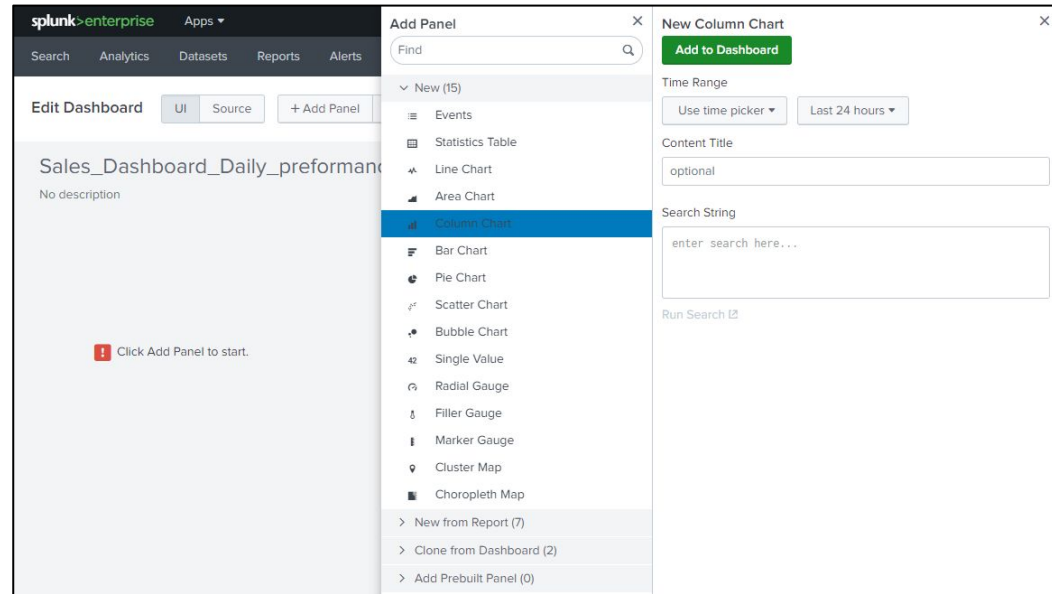 splunk>enterprise Apps
Search Analytics Datasets Reports Alerts
Edit Dashboard UI Source + Add Panel
Sales_Dashboard_Daily_preforman
No description
! Click Add Panel to start.
Add Panel
Find
New (15)
Events
Statistics Table
Line Chart
Area Chart
Column Chart
Bar Chart
Pie Chart
Scatter Chart
Bubble Chart
42 Single Value
Radial Gauge
Filler Gauge
Marker Gauge
Cluster Map
Choropleth Map
New from Report (7)
Clone from Dashboard (2)
Add Prebuilt Panel (0)
New Column Chart
Add to Dashboard
Time Range
Use time picker Last 24 hours
Content Title
optional
Search String
enter search here...
Run Search